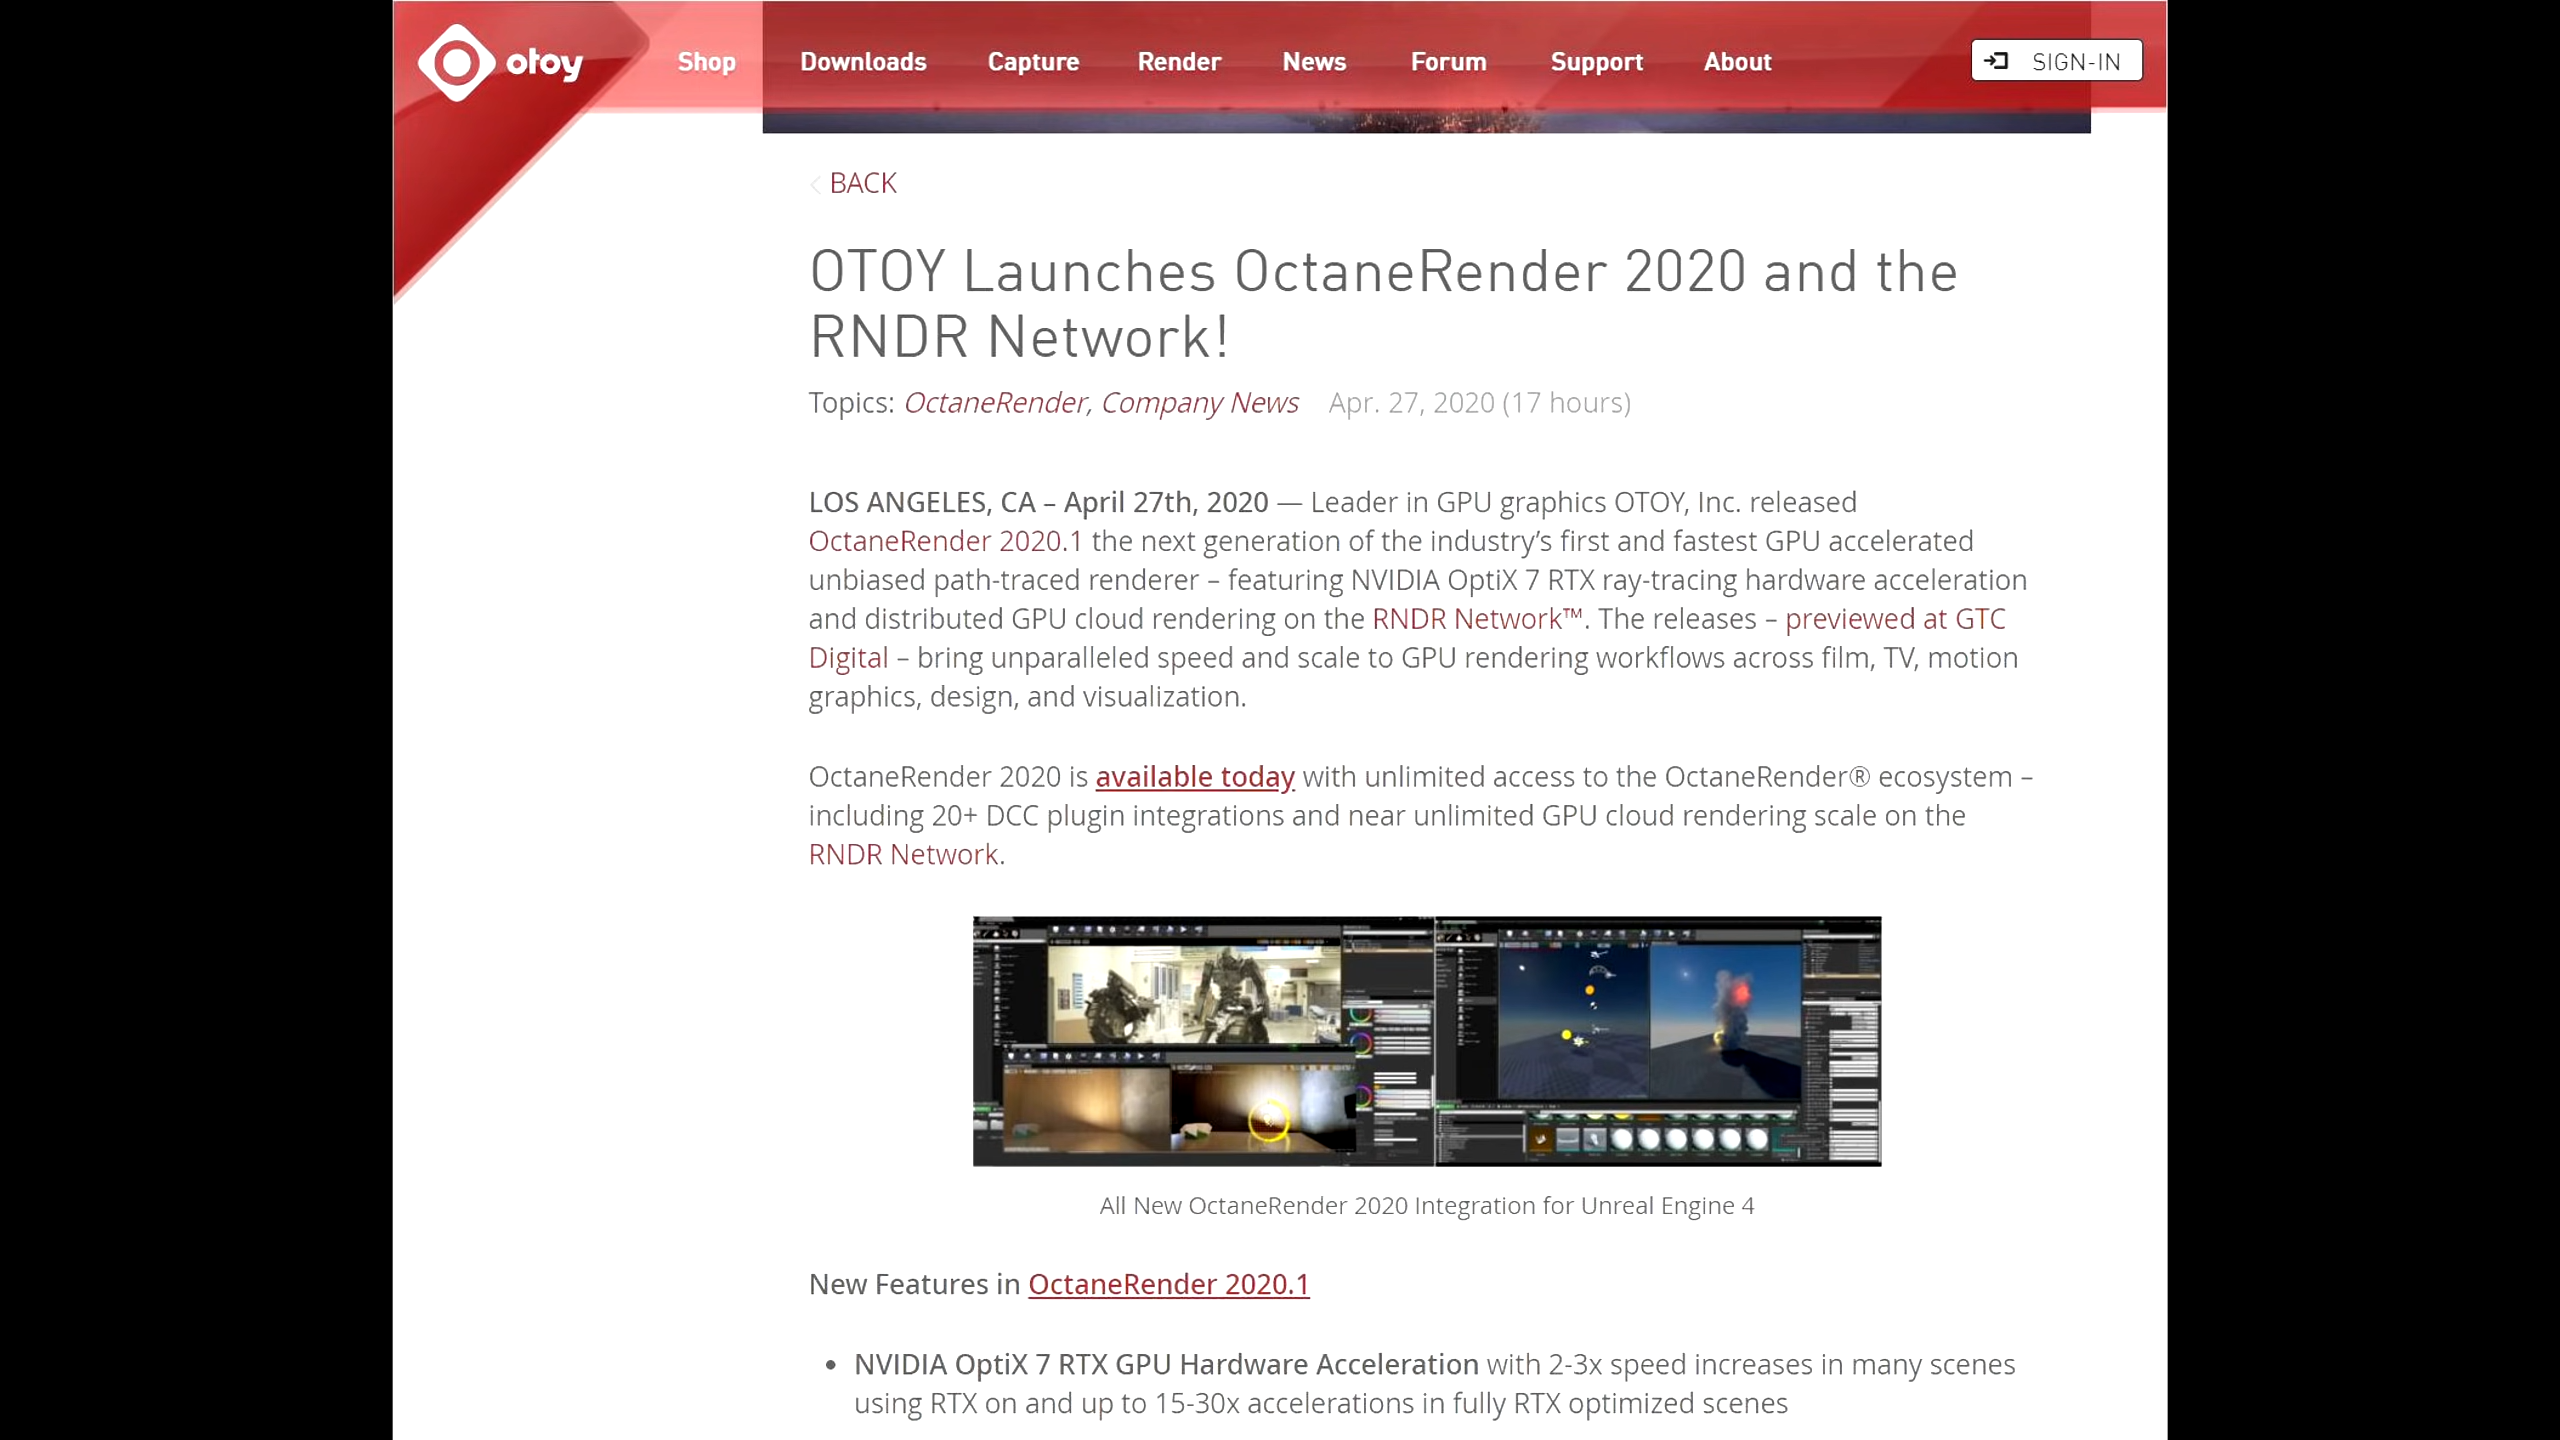 otoy
Shop Downloads Capture Render News Forum Support About SIGN-IN
BACK
OTOY Launches OctaneRender 2020 and the
RNDR Network!
Topics: OctaneRender, Company News Apr. 27, 2020 (17 hours)
LOS ANGELES, CA – April 27th, 2020 — Leader in GPU graphics OTOY, Inc. released
OctaneRender 2020.1 the next generation of the industry’s first and fastest GPU accelerated
unbiased path-traced renderer – featuring NVIDIA OptiX 7 RTX ray-tracing hardware acceleration
and distributed GPU cloud rendering on the RNDR Network™. The releases – previewed at GTC
Digital – bring unparalleled speed and scale to GPU rendering workflows across film, TV, motion
graphics, design, and visualization.
OctaneRender 2020 is available today with unlimited access to the OctaneRender® ecosystem –
including 20+ DCC plugin integrations and near unlimited GPU cloud rendering scale on the
RNDR Network.
All New OctaneRender 2020 Integration for Unreal Engine 4
New Features in OctaneRender 2020.1
• NVIDIA OptiX 7 RTX GPU Hardware Acceleration with 2-3x speed increases in many scenes
using RTX on and up to 15-30x accelerations in fully RTX optimized scenes